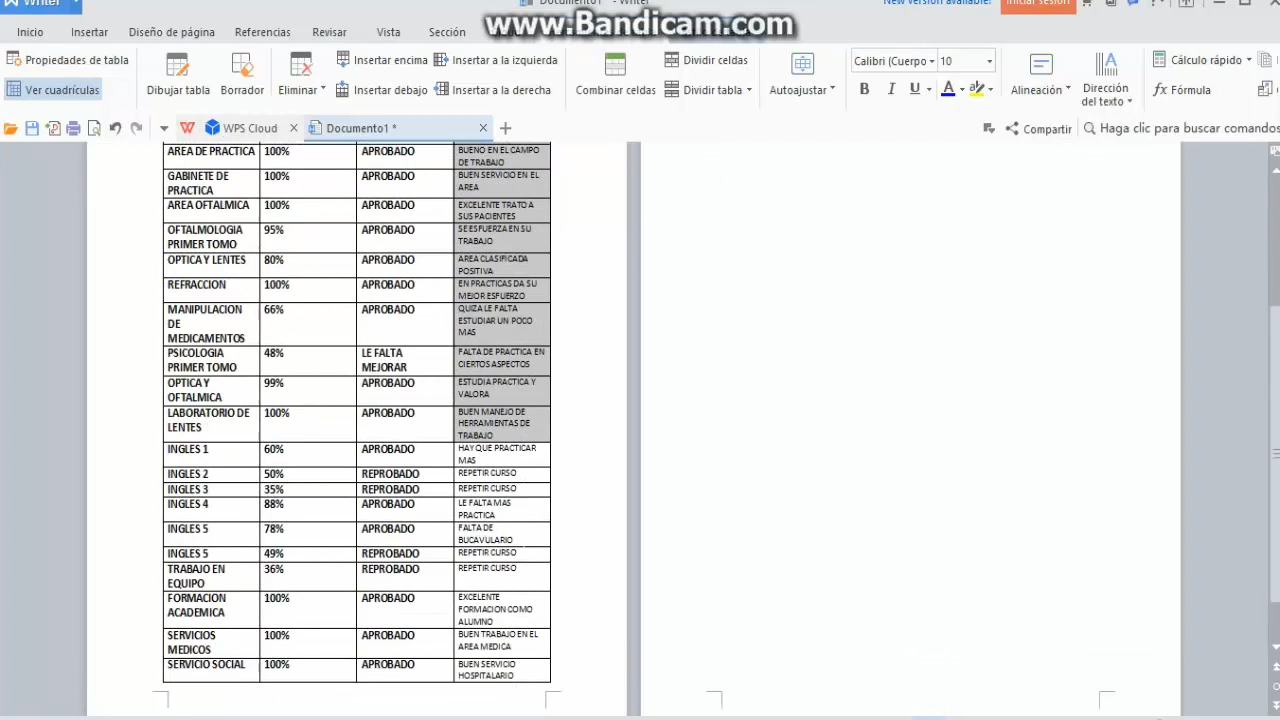 Writer
Documento1 - Writer
New version available!
Iniciar sesión
www.Bandicam.com
Inicio
Insertar
Diseño de página
Referencias
Revisar
Vista
Sección
Propiedades de tabla
Ver cuadrículas
Dibujar tabla
Borrador
Eliminar
Insertar encima
Insertar debajo
Insertar a la izquierda
Insertar a la derecha
Combinar celdas
Dividir celdas
Dividir tabla
Autoajustar
Calibri (Cuerpo
10
B I U A
Alineación
Dirección
del texto
Cálculo rápido
fx Fórmula
WPS Cloud
Documento1 *
Compartir
Haga clic para buscar comandos
AREA DE PRACTICA 100% APROBADO BUENO EN EL CAMPO
DE TRABAJO
GABINETE DE 100% APROBADO BUEN SERVICIO EN EL
PRACTICA AREA
AREA OFTALMICA 100% APROBADO EXCELENTE TRATO A
SUS PACIENTES
OFTALMOLOGIA 95% APROBADO SE ESFUERZA EN SU
PRIMER TOMO TRABAJO
OPTICA Y LENTES 80% APROBADO AREA CLASIFICADA
POSITIVA
REFRACCION 100% APROBADO EN PRACTICAS DA SU
MEJOR ESFUERZO
MANIPULACION 66% APROBADO QUIZA LE FALTA
DE ESTUDIAR UN POCO
MEDICAMENTOS MAS
PSICOLOGIA 48% LE FALTA FALTA DE PRACTICA EN
PRIMER TOMO MEJORAR CIERTOS ASPECTOS
OPTICA Y 99% APROBADO ESTUDIA PRACTICA Y
OFTALMICA VALORA
LABORATORIO DE 100% APROBADO BUEN MANEJO DE
LENTES HERRAMIENTAS DE
TRABAJO
INGLES 1 60% APROBADO HAY QUE PRACTICAR
MAS
INGLES 2 50% REPROBADO REPETIR CURSO
INGLES 3 35% REPROBADO REPETIR CURSO
INGLES 4 88% APROBADO LE FALTA MAS
PRACTICA
INGLES 5 78% APROBADO FALTA DE
BUCAVULARIO
INGLES 5 49% REPROBADO REPETIR CURSO
TRABAJO EN 36% REPROBADO REPETIR CURSO
EQUIPO
FORMACION 100% APROBADO EXCELENTE
ACADEMICA FORMACION COMO
ALUMNO
SERVICIOS 100% APROBADO BUEN TRABAJO EN EL
MEDICOS AREA MEDICA
SERVICIO SOCIAL 100% APROBADO BUEN SERVICIO
HOSPITALARIO